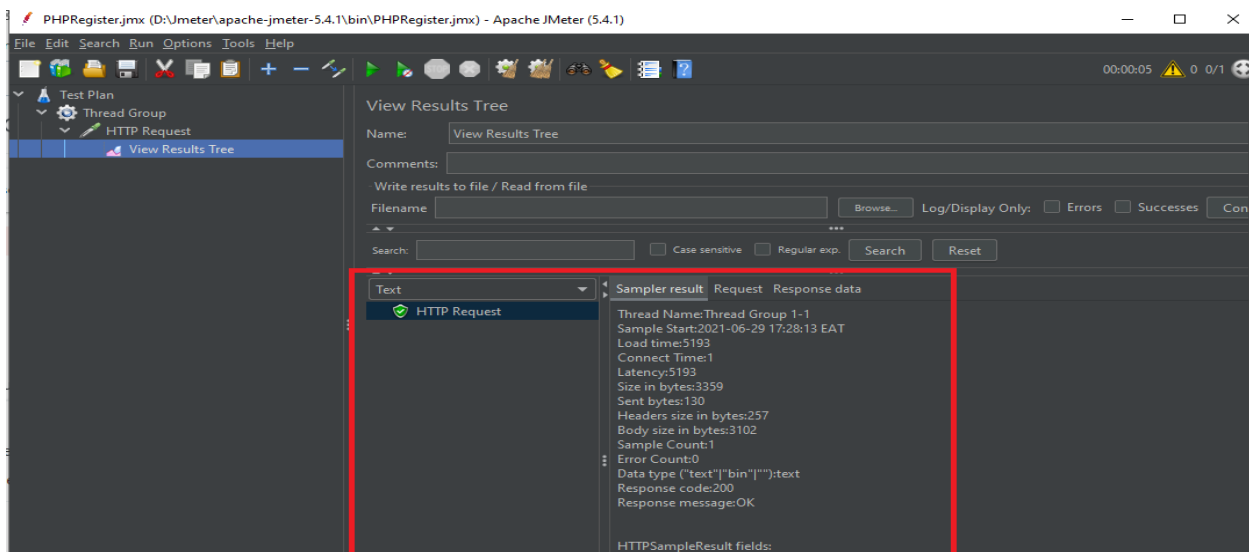 PHPRegister.jmx (D:\Jmeter\apache-jmeter-5.4.1\bin\PHPRegister.jmx) - Apache JMeter (5.4.1)
File Edit Search Run Options Tools Help
00:00:05 0 0/1
Test Plan
Thread Group
HTTP Request
View Results Tree
View Results Tree
Name: View Results Tree
Comments:
Write results to file / Read from file
Filename Browse... Log/Display Only: Errors Successes Con
Search: Case sensitive Regular exp. Search Reset
Text
HTTP Request
Sampler result Request Response data
Thread Name:Thread Group 1-1
Sample Start:2021-06-29 17:28:13 EAT
Load time:5193
Connect Time:1
Latency:5193
Size in bytes:3359
Sent bytes:130
Headers size in bytes:257
Body size in bytes:3102
Sample Count:1
Error Count:0
Data type ("text"|"bin"|""):text
Response code:200
Response message:OK
HTTPSampleResult fields: